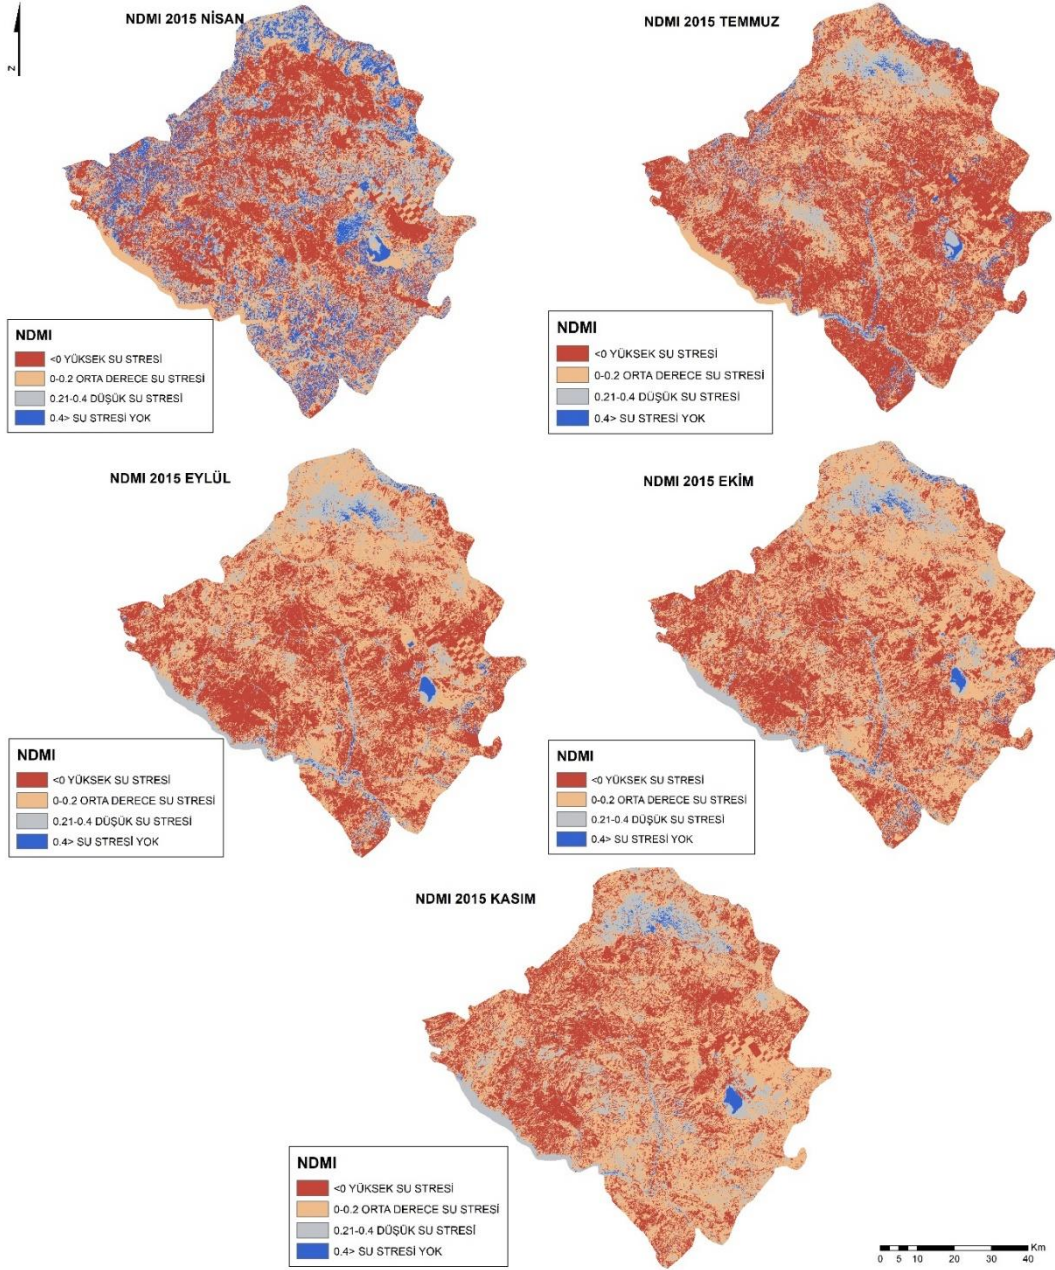 NDMI 2015 NİSAN
NDMI 2015 TEMMUZ
Z
NDMI
<0 YÜKSEK SU STRESİ
0-0.2 ORTA DERECE SU STRESİ
0.21-0.4 DÜŞÜK SU STRESİ
0.4> SU STRESİ YOK
NDMI
<0 YÜKSEK SU STRESİ
0-0.2 ORTA DERECE SU STRESİ
0.21-0.4 DÜŞÜK SU STRESİ
0.4> SU STRESİ YOK
NDMI 2015 EYLÜL
NDMI 2015 EKİM
NDMI
<0 YÜKSEK SU STRESİ
0-0.2 ORTA DERECE SU STRESİ
0.21-0.4 DÜŞÜK SU STRESİ
0.4> SU STRESİ YOK
NDMI
<0 YÜKSEK SU STRESİ
0-0.2 ORTA DERECE SU STRESİ
0.21-0.4 DÜŞÜK SU STRESİ
0.4> SU STRESİ YOK
NDMI 2015 KASIM
NDMI
<0 YÜKSEK SU STRESİ
0-0.2 ORTA DERECE SU STRESİ
0.21-0.4 DÜŞÜK SU STRESİ
0.4> SU STRESİ YOK
Km
0 5 10 20 30 40